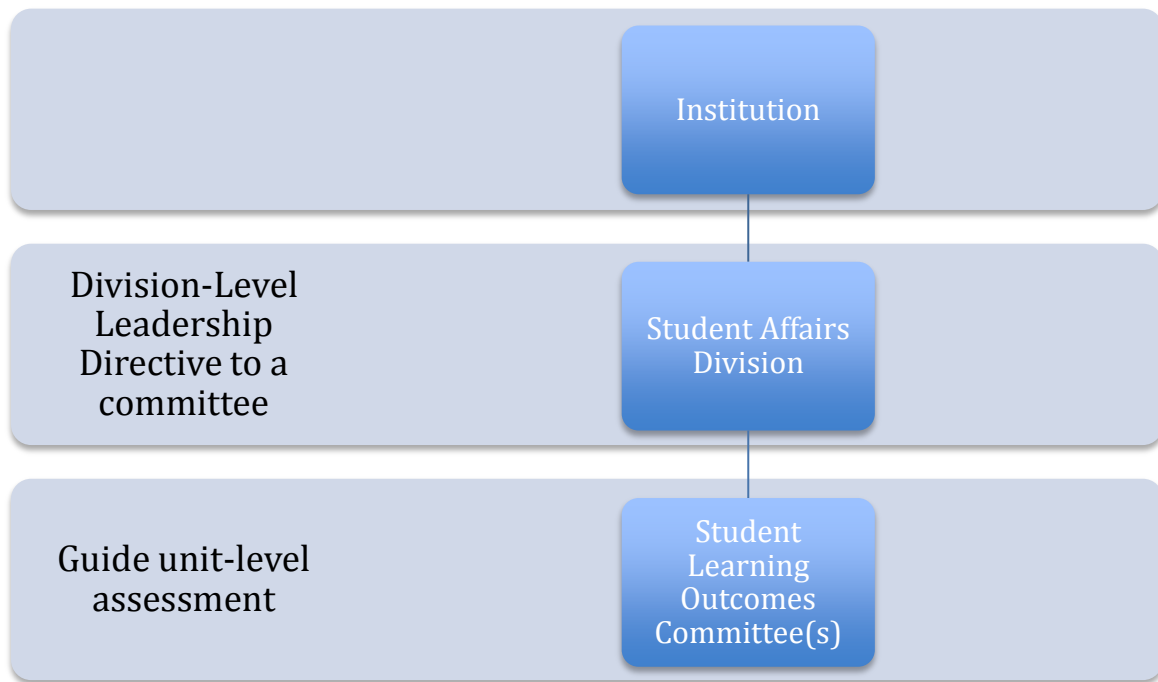 Institution
Division-Level
Leadership
Directive to a
committee
Student Affairs
Division
Guide unit-level
assessment
Student
Learning
Outcomes
Committee(s)